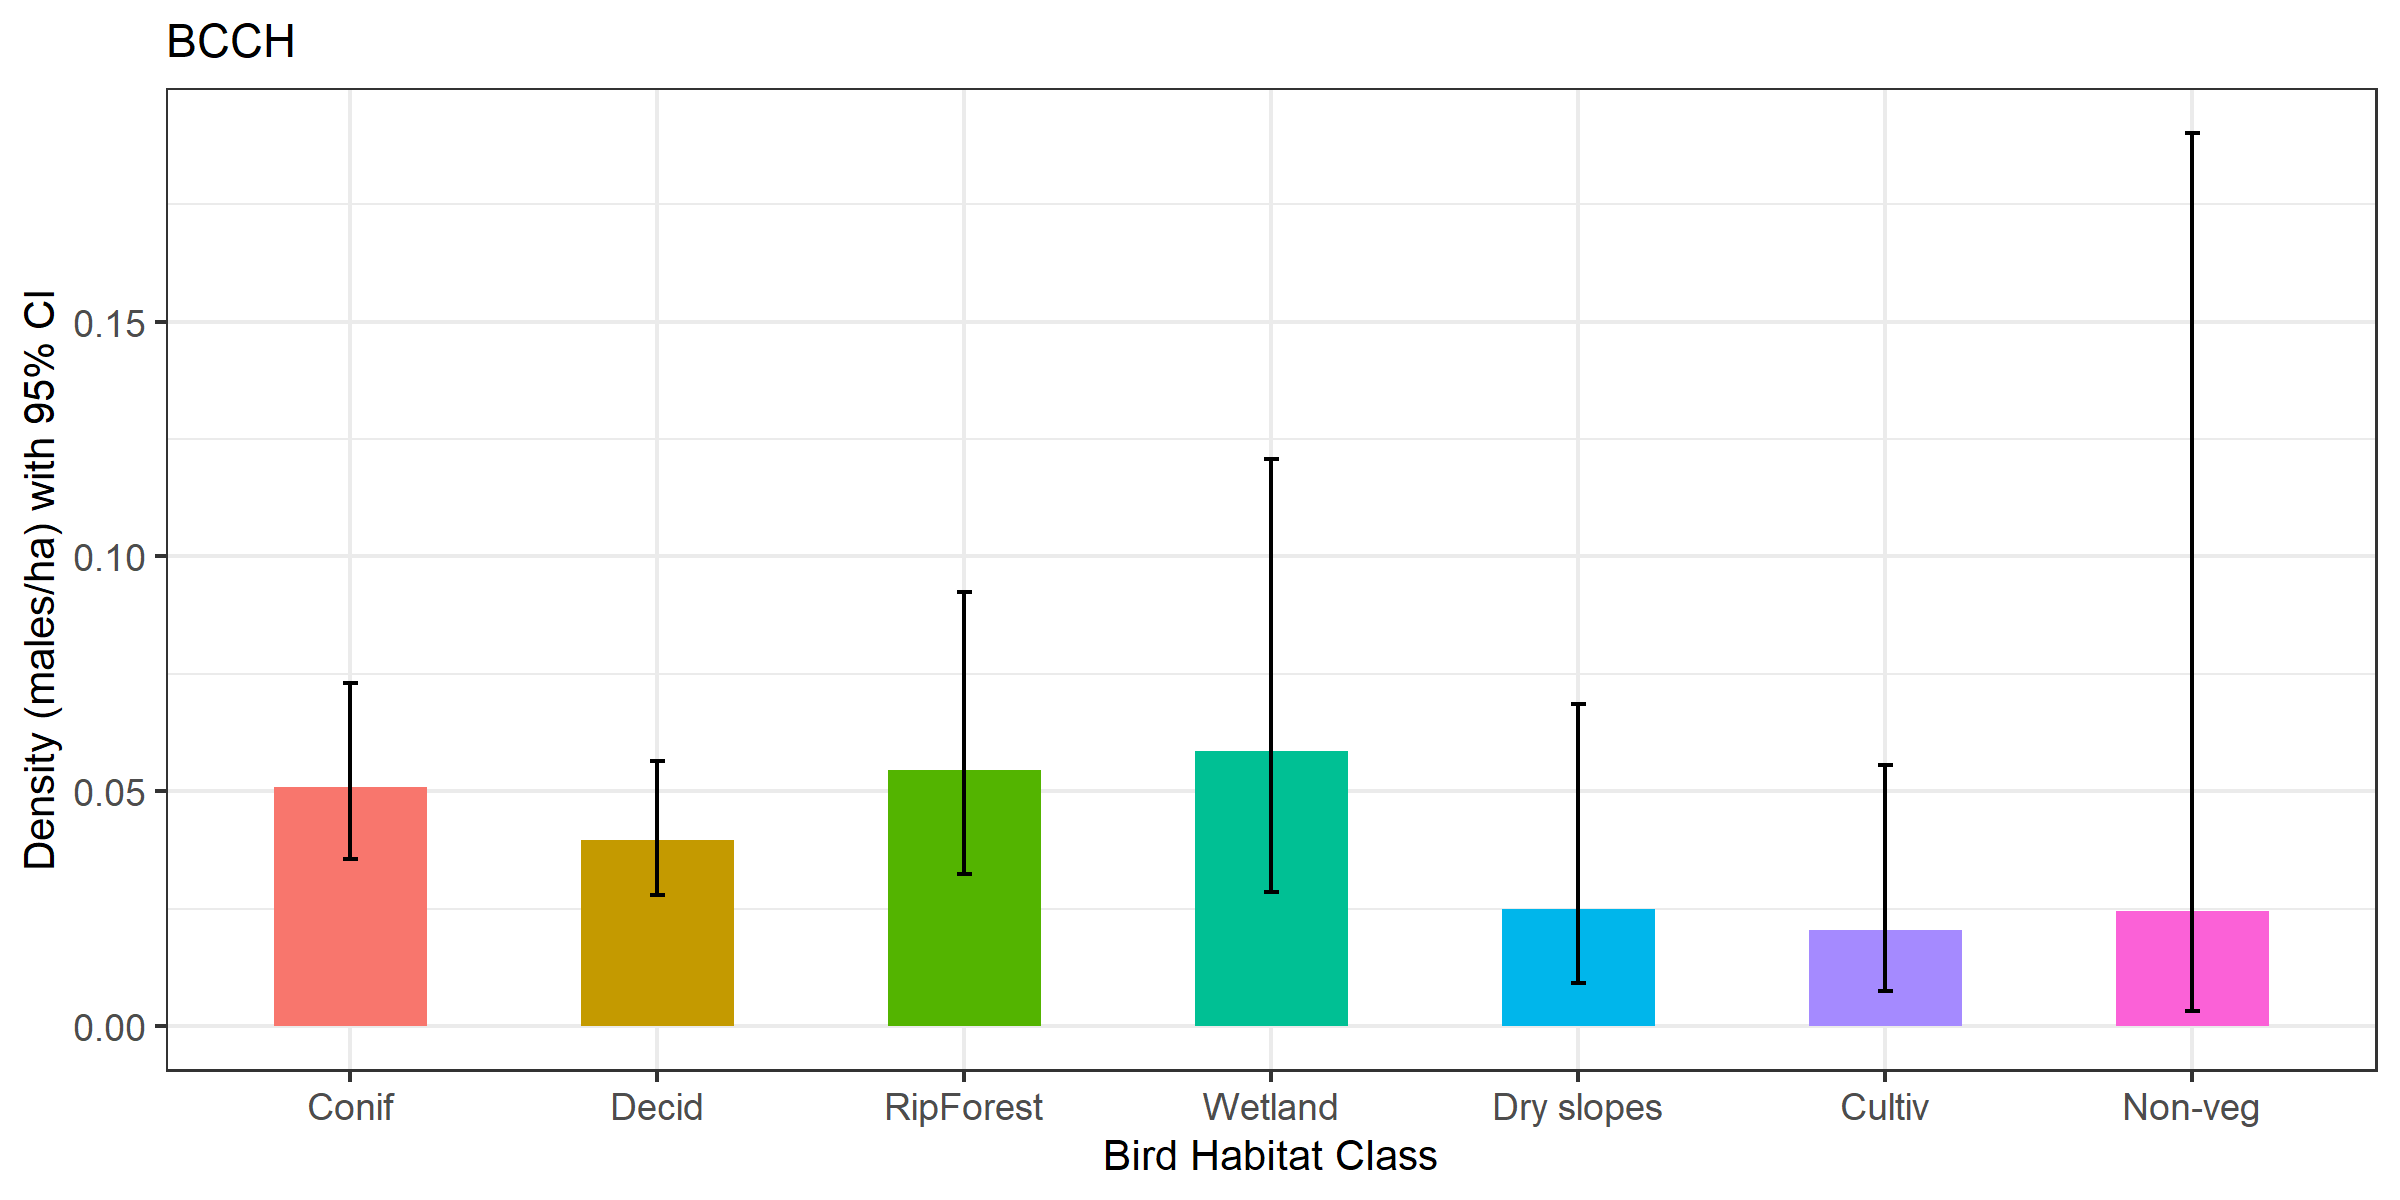 BCCH
Density (males/ha) with 95% CI
0.15
0.10
0.05
0.00
Conif Decid RipForest Wetland Dry slopes Cultiv Non-veg
Bird Habitat Class